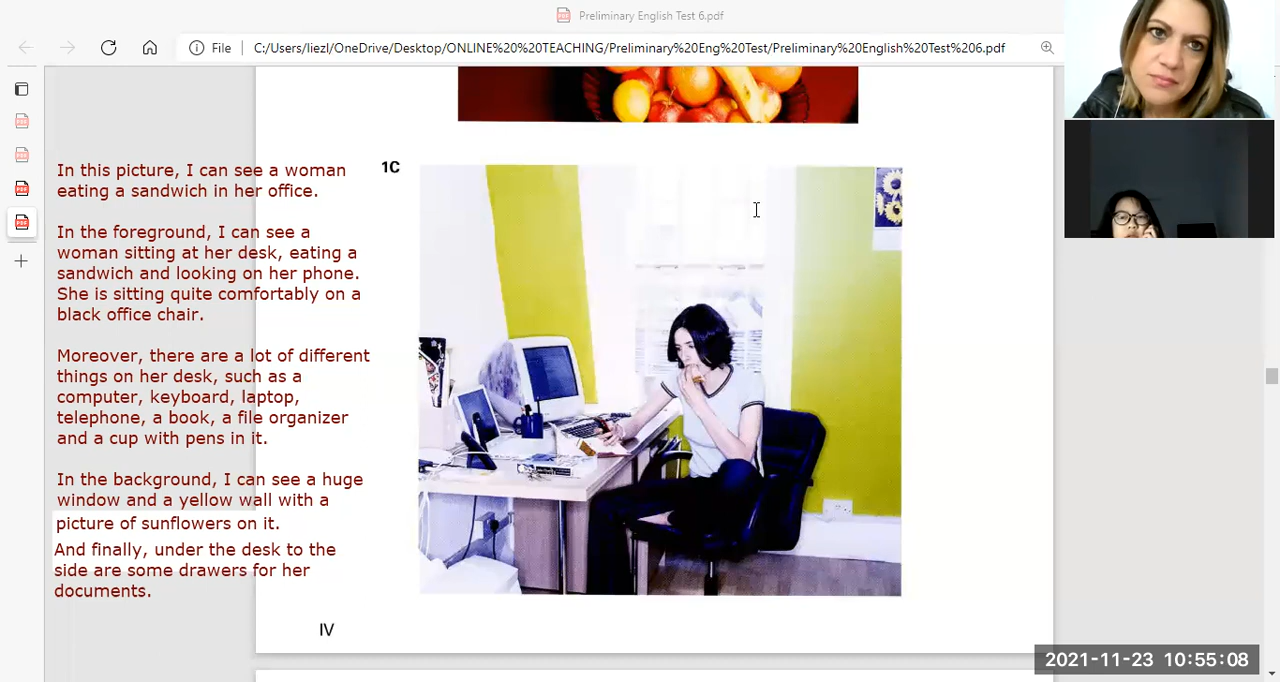 Preliminary English Test 6.pdf
File
C:/Users/liezl/OneDrive/Desktop/ONLINE%20%20TEACHING/Preliminary%20Eng%20Test/Preliminary%20English%20Test%206.pdf
1C
In this picture, I can see a woman
eating a sandwich in her office.
In the foreground, I can see a
woman sitting at her desk, eating a
sandwich and looking on her phone.
She is sitting quite comfortably on a
black office chair.
Moreover, there are a lot of different
things on her desk, such as a
computer, keyboard, laptop,
telephone, a book, a file organizer
and a cup with pens in it.
In the background, I can see a huge
window and a yellow wall with a
picture of sunflowers on it.
And finally, under the desk to the
side are some drawers for her
documents.
IV
2021-11-23 10:55:08